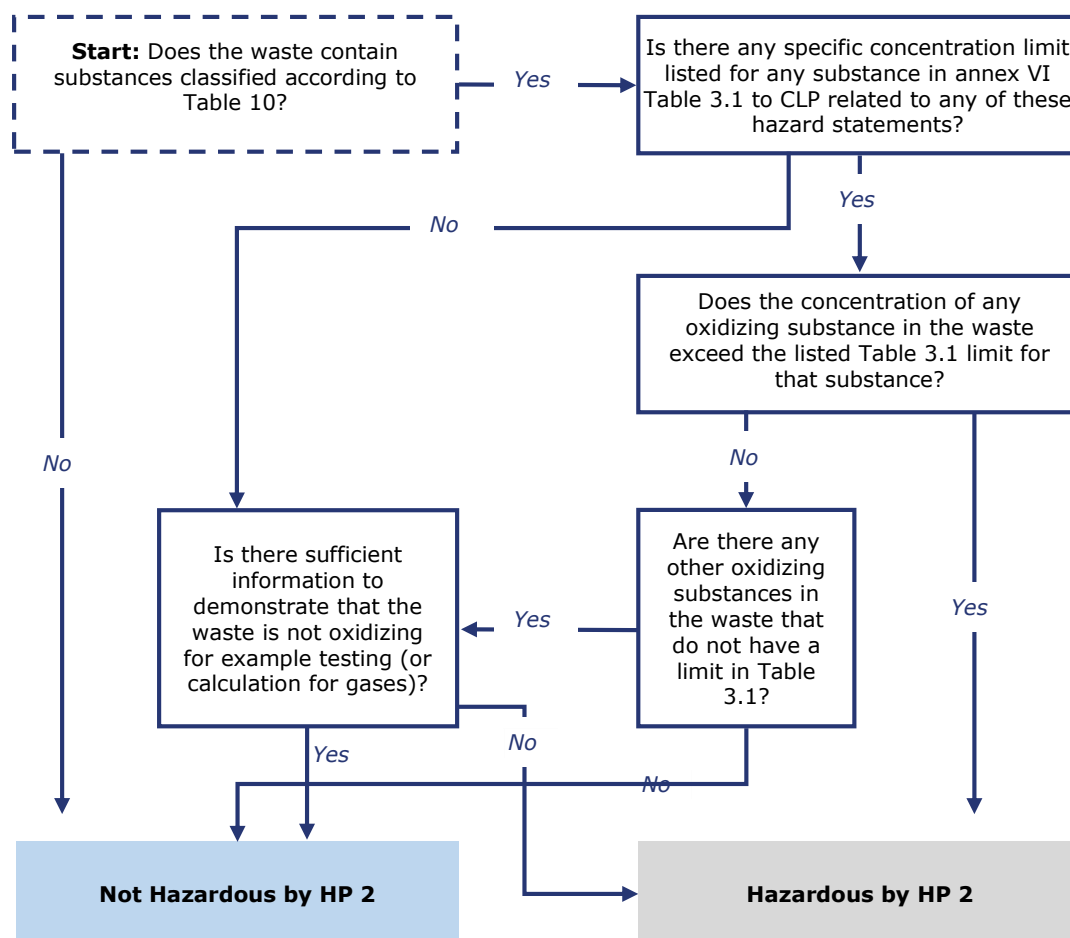 Start: Does the waste contain
substances classified according to
Table 10?
Yes
Is there any specific concentration limit
listed for any substance in annex VI
Table 3.1 to CLP related to any of these
hazard statements?
No
Yes
Does the concentration of any
oxidizing substance in the waste
exceed the listed Table 3.1 limit for
that substance?
No
No
Yes
Is there sufficient
information to
demonstrate that the
waste is not oxidizing
for example testing (or
calculation for gases)?
Yes
Are there any
other oxidizing
substances in
the waste that
do not have a
limit in Table
3.1?
Yes
No
No
Not Hazardous by HP 2
Hazardous by HP 2